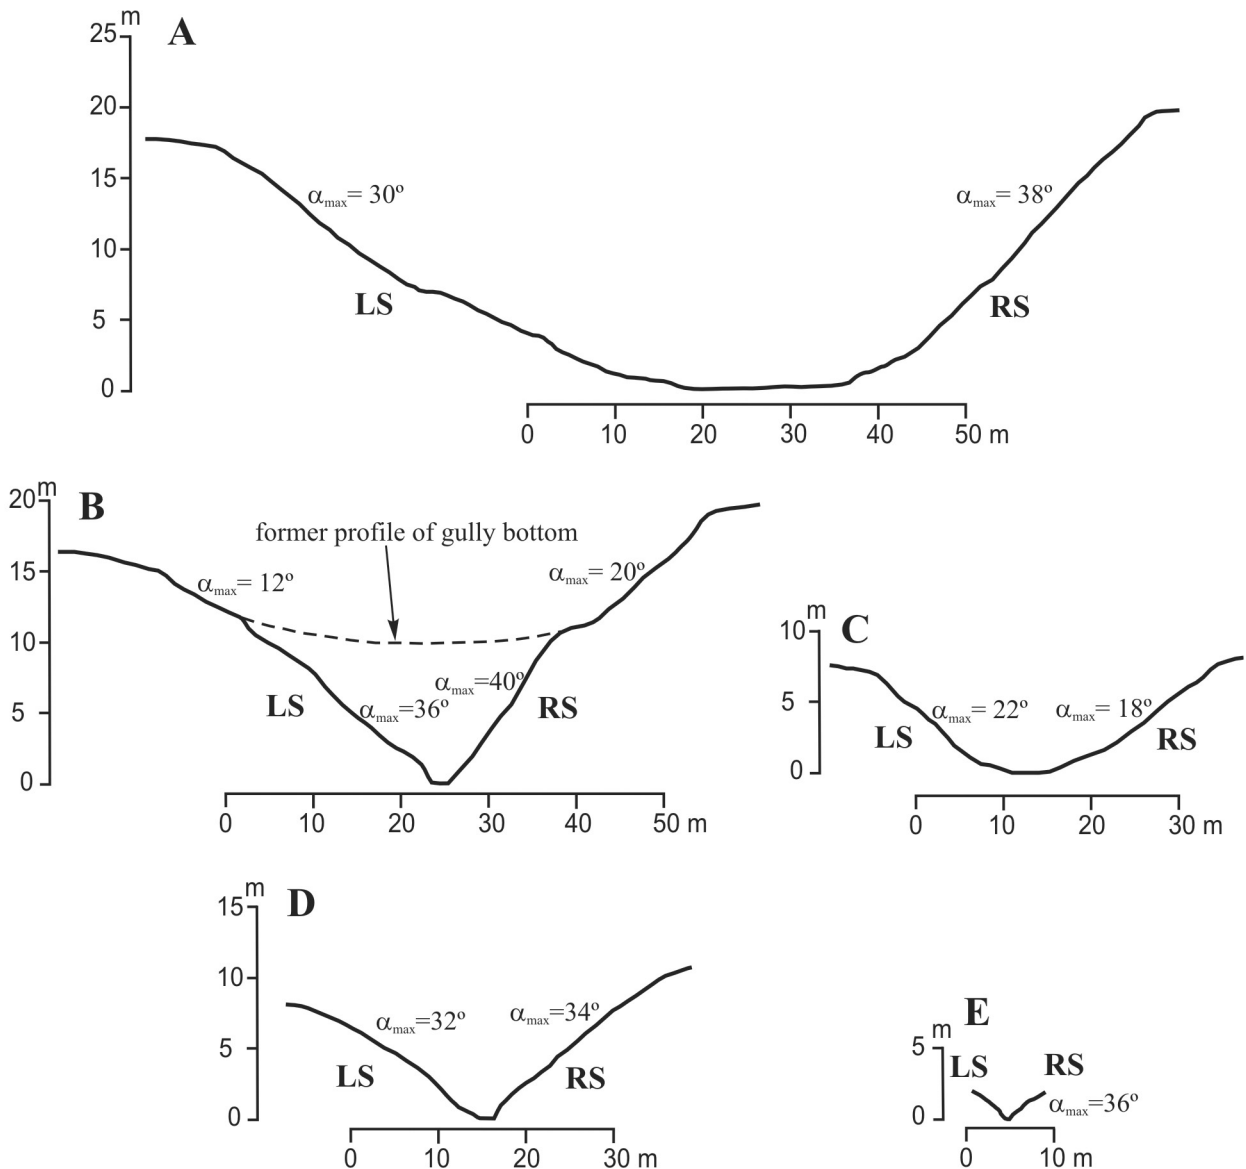 m
A
25
20
15
10
5
0
αmax= 30º
αmax= 38º
LS
RS
0 10 20 30 40 50 m
m
B
20
15
10
5
0
former profile of gully bottom
αmax= 12º
αmax= 20º
αmax=40º
αmax=36º
LS
RS
0 10 20 30 40 50 m
m
C
10
5
0
αmax= 22º
αmax= 18º
LS
RS
0 10 20 30 m
m
D
15
10
5
0
αmax=32º
αmax=34º
LS
RS
0 10 20 30 m
E
m
5
0
LS
RS
αmax=36º
0 10 m